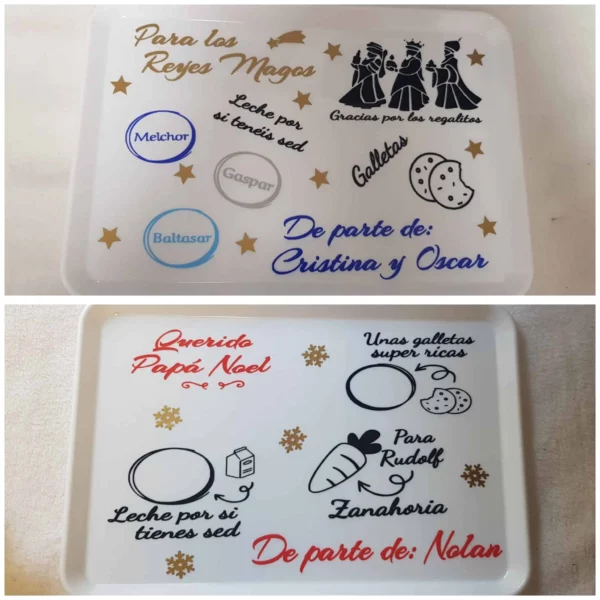 Para los
Reyes Magos
Gracias por los regalitos
Leche por
si tenéis sed
Melchor
Gaspar
Baltasar
Galletas
De parte de:
Cristina y Oscar
Querido
Papá Noel
Unas galletas
super ricas
Leche por si
tienes sed
Para
Rudolf
Zanahoria
De parte de: Nolan